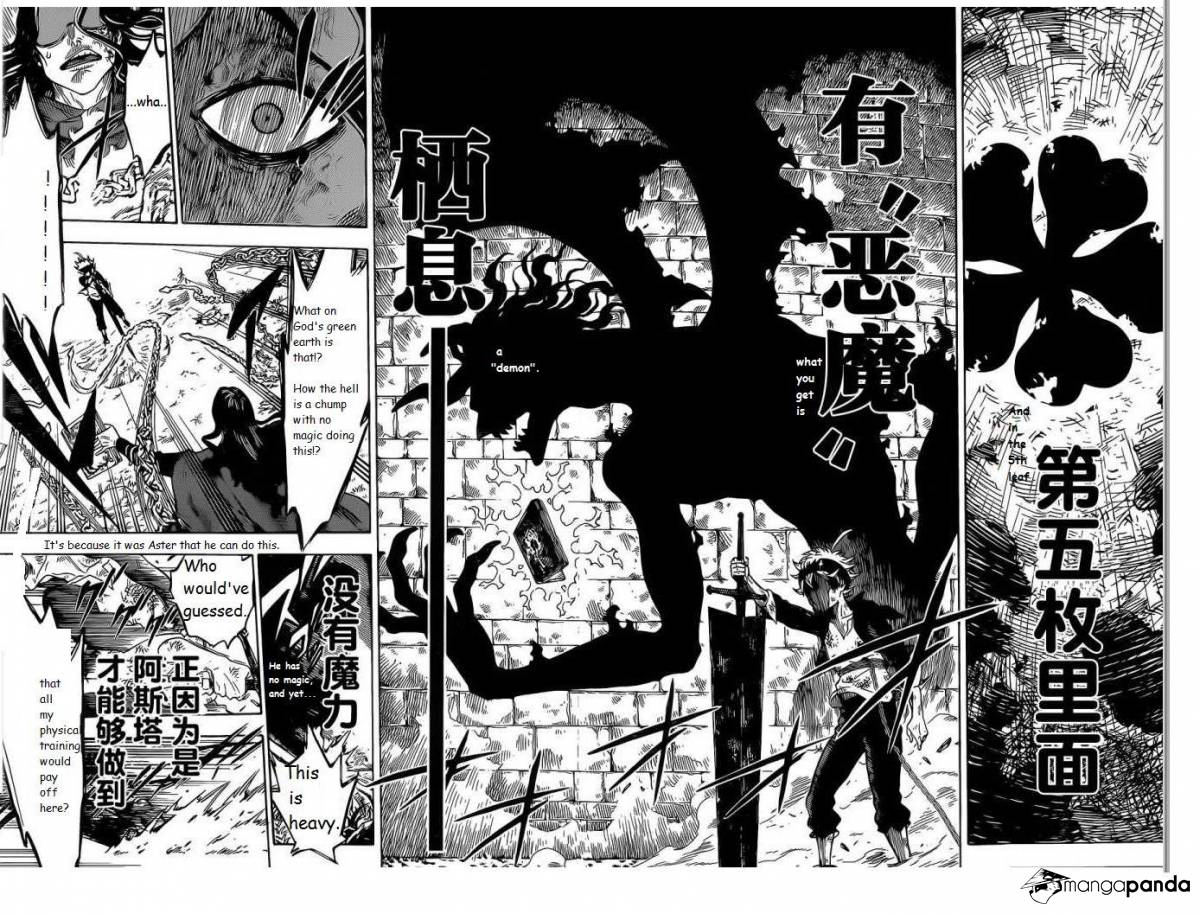 And
in
the
5th
leaf
第五枚里面
what
you
get
is
有〝恶魔〟
a
"demon".
栖息
...wha..
! ! ! ! ! ! !
What on
God's green
earth is
that!?
How the hell
is a chump
with no
magic doing
this!?
It's because it was Aster that he can do this.
没有魔力
He has
no magic,
and yet...
This
is
heavy.
Who
would've
guessed.
正因为是
阿斯塔
才能够做到
that
all
my
physical
training
would
pay
off
here?
mangapanda